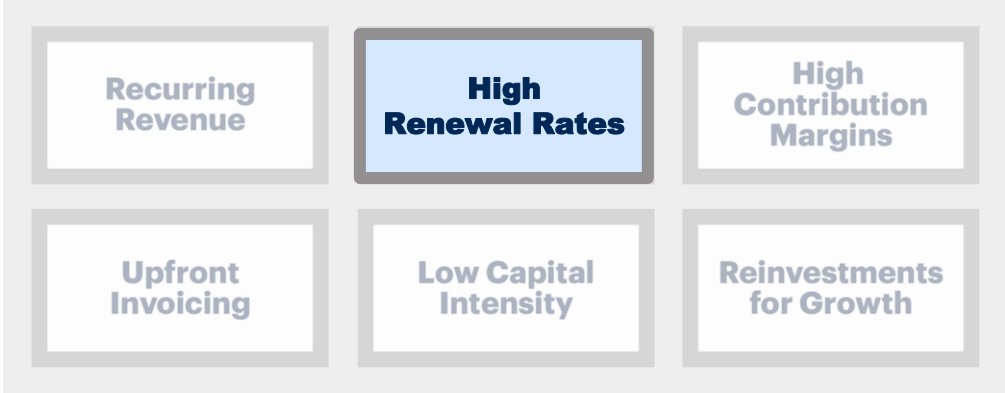 Recurring
Revenue
High
Renewal Rates
High
Contribution
Margins
Upfront
Invoicing
Low Capital
Intensity
Reinvestments
for Growth